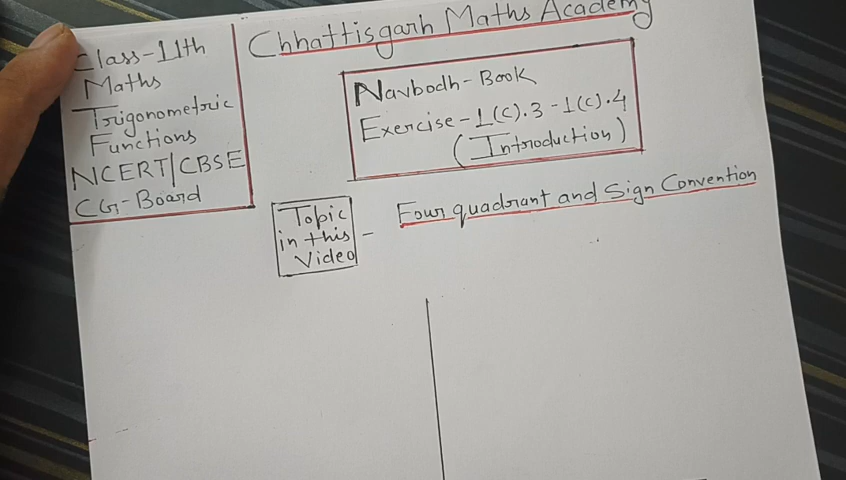 Chhattisgarh Maths Academy
Class-11th
Maths
Trigonometric
Functions
NCERT/CBSE
CG-Board
Navbodh-Book
Exercise-1(c).3-1(c).4
(Introduction)
Topic
in this
Video
- Four quadrant and Sign Convention